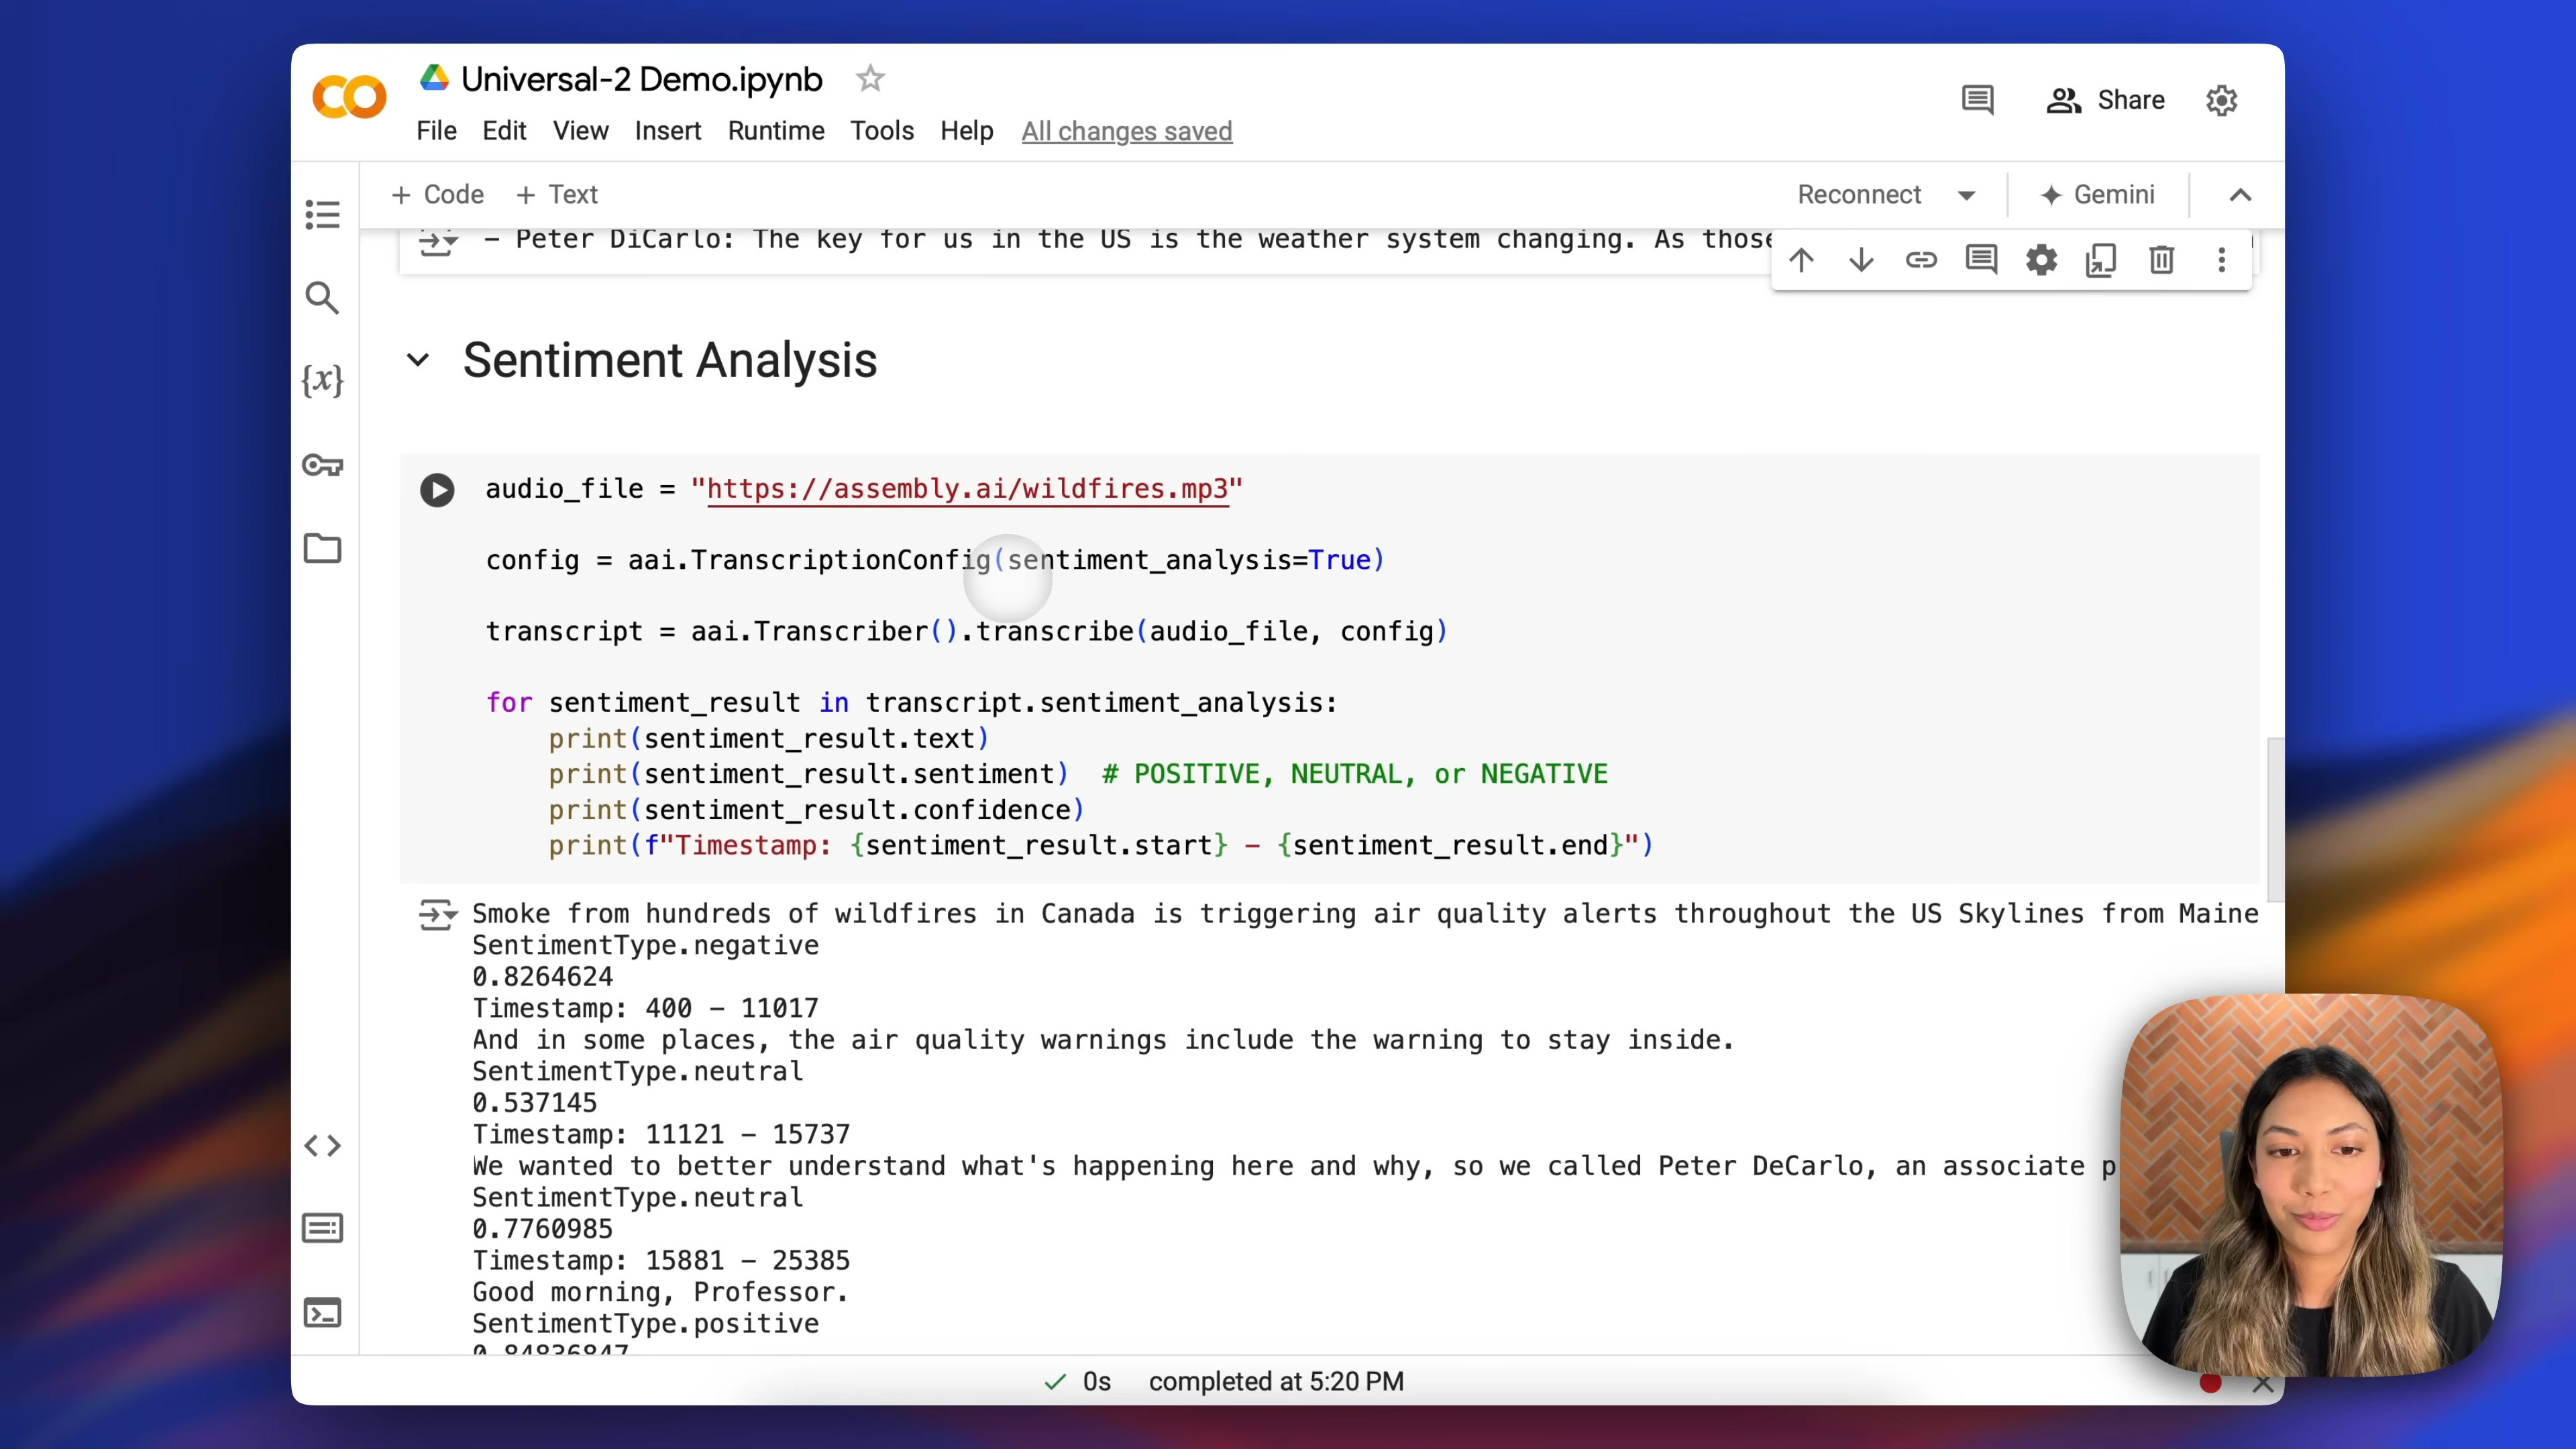 Universal-2 Demo.ipynb
Share
File Edit View Insert Runtime Tools Help All changes saved
+ Code + Text
Reconnect
Gemini
- Peter DiCarlo: The key for us in the US is the weather system changing. As those
Sentiment Analysis
{x}
audio_file = "https://assembly.ai/wildfires.mp3"
config = aai.TranscriptionConfig(sentiment_analysis=True)
transcript = aai.Transcriber().transcribe(audio_file, config)
for sentiment_result in transcript.sentiment_analysis:
    print(sentiment_result.text)
    print(sentiment_result.sentiment)  # POSITIVE, NEUTRAL, or NEGATIVE
    print(sentiment_result.confidence)
    print(f"Timestamp: {sentiment_result.start} - {sentiment_result.end}")
Smoke from hundreds of wildfires in Canada is triggering air quality alerts throughout the US Skylines from Maine
SentimentType.negative
0.8264624
Timestamp: 400 - 11017
And in some places, the air quality warnings include the warning to stay inside.
SentimentType.neutral
0.537145
Timestamp: 11121 - 15737
We wanted to better understand what's happening here and why, so we called Peter DeCarlo, an associate p
SentimentType.neutral
0.7760985
Timestamp: 15881 - 25385
Good morning, Professor.
SentimentType.positive
0.84836847
0s completed at 5:20 PM